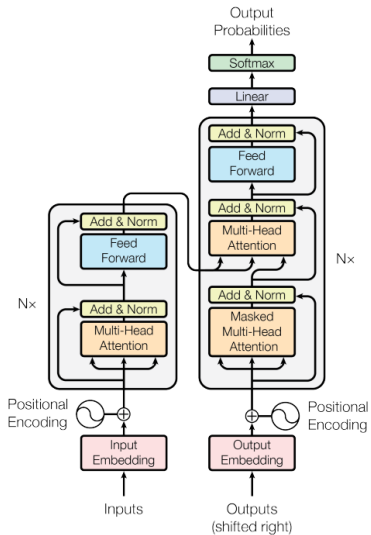 Output
Probabilities
Softmax
Linear
Add & Norm
Feed
Forward
Add & Norm
Multi-Head
Attention
Add & Norm
Masked
Multi-Head
Attention
N×
Positional
Encoding
Output
Embedding
Outputs
(shifted right)
Add & Norm
Feed
Forward
Add & Norm
Multi-Head
Attention
N×
Positional
Encoding
Input
Embedding
Inputs